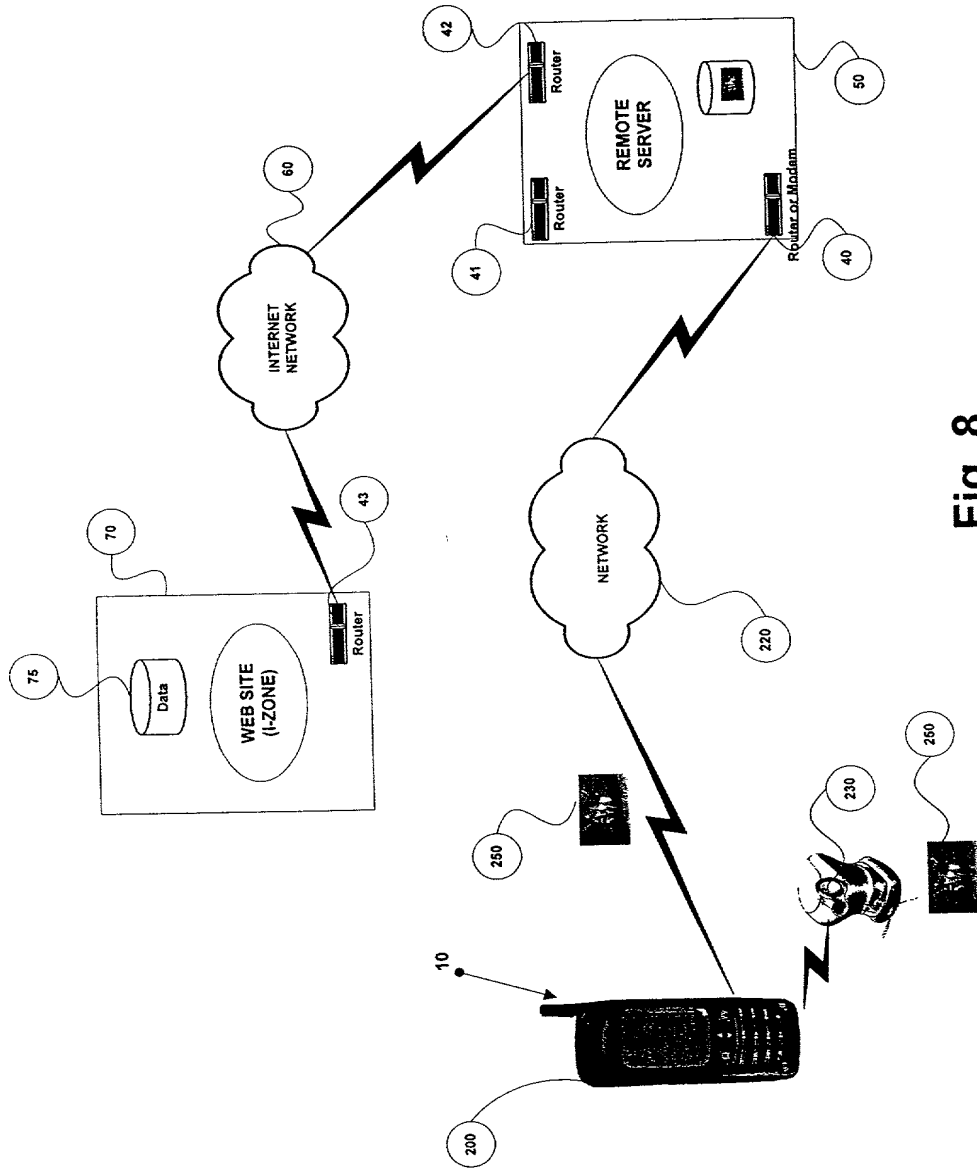 75
70
Data
WEB SITE
(I-ZONE)
Router
43
INTERNET
NETWORK
60
41
Router
42
Router
REMOTE
SERVER
Router or Modem
40
50
NETWORK
220
250
10
200
230
250
Fig. 8